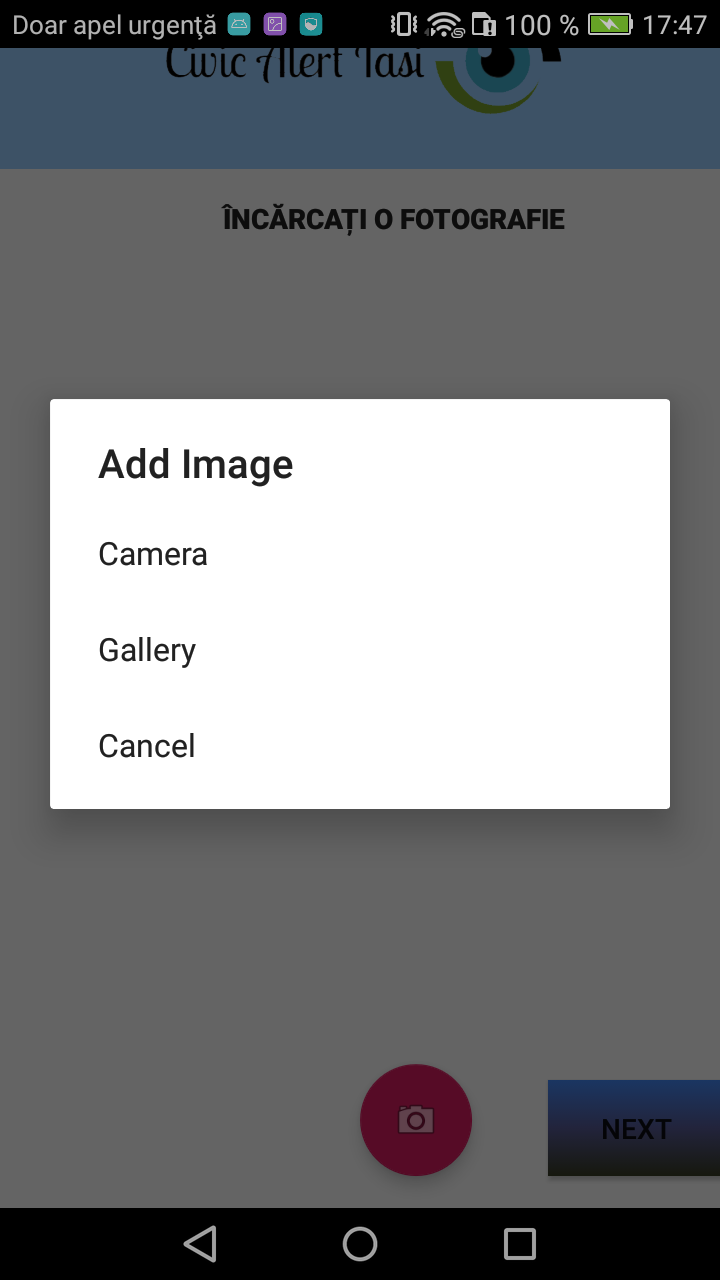 Doar apel urgenţă 100 % 17:47
Civic Alert Iasi
ÎNCĂRCAȚI O FOTOGRAFIE
Add Image
Camera
Gallery
Cancel
NEXT